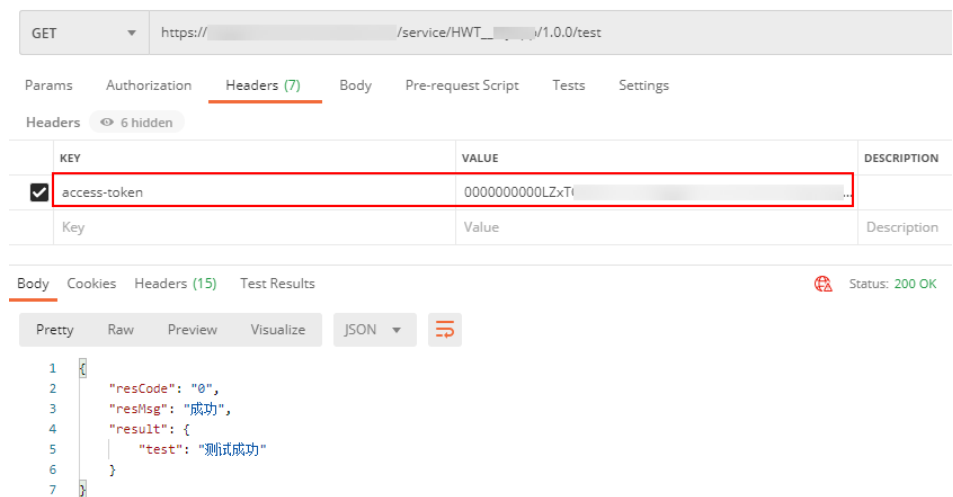 GET https:// /service/HWT__ /1.0.0/test
Params Authorization Headers (7) Body Pre-request Script Tests Settings
Headers 6 hidden
KEY VALUE DESCRIPTION
access-token 0000000000LZxT ...
Key Value Description
Body Cookies Headers (15) Test Results Status: 200 OK
Pretty Raw Preview Visualize JSON
1 {
2 "resCode": "0",
3 "resMsg": "成功",
4 "result": {
5 "test": "测试成功"
6 }
7 }